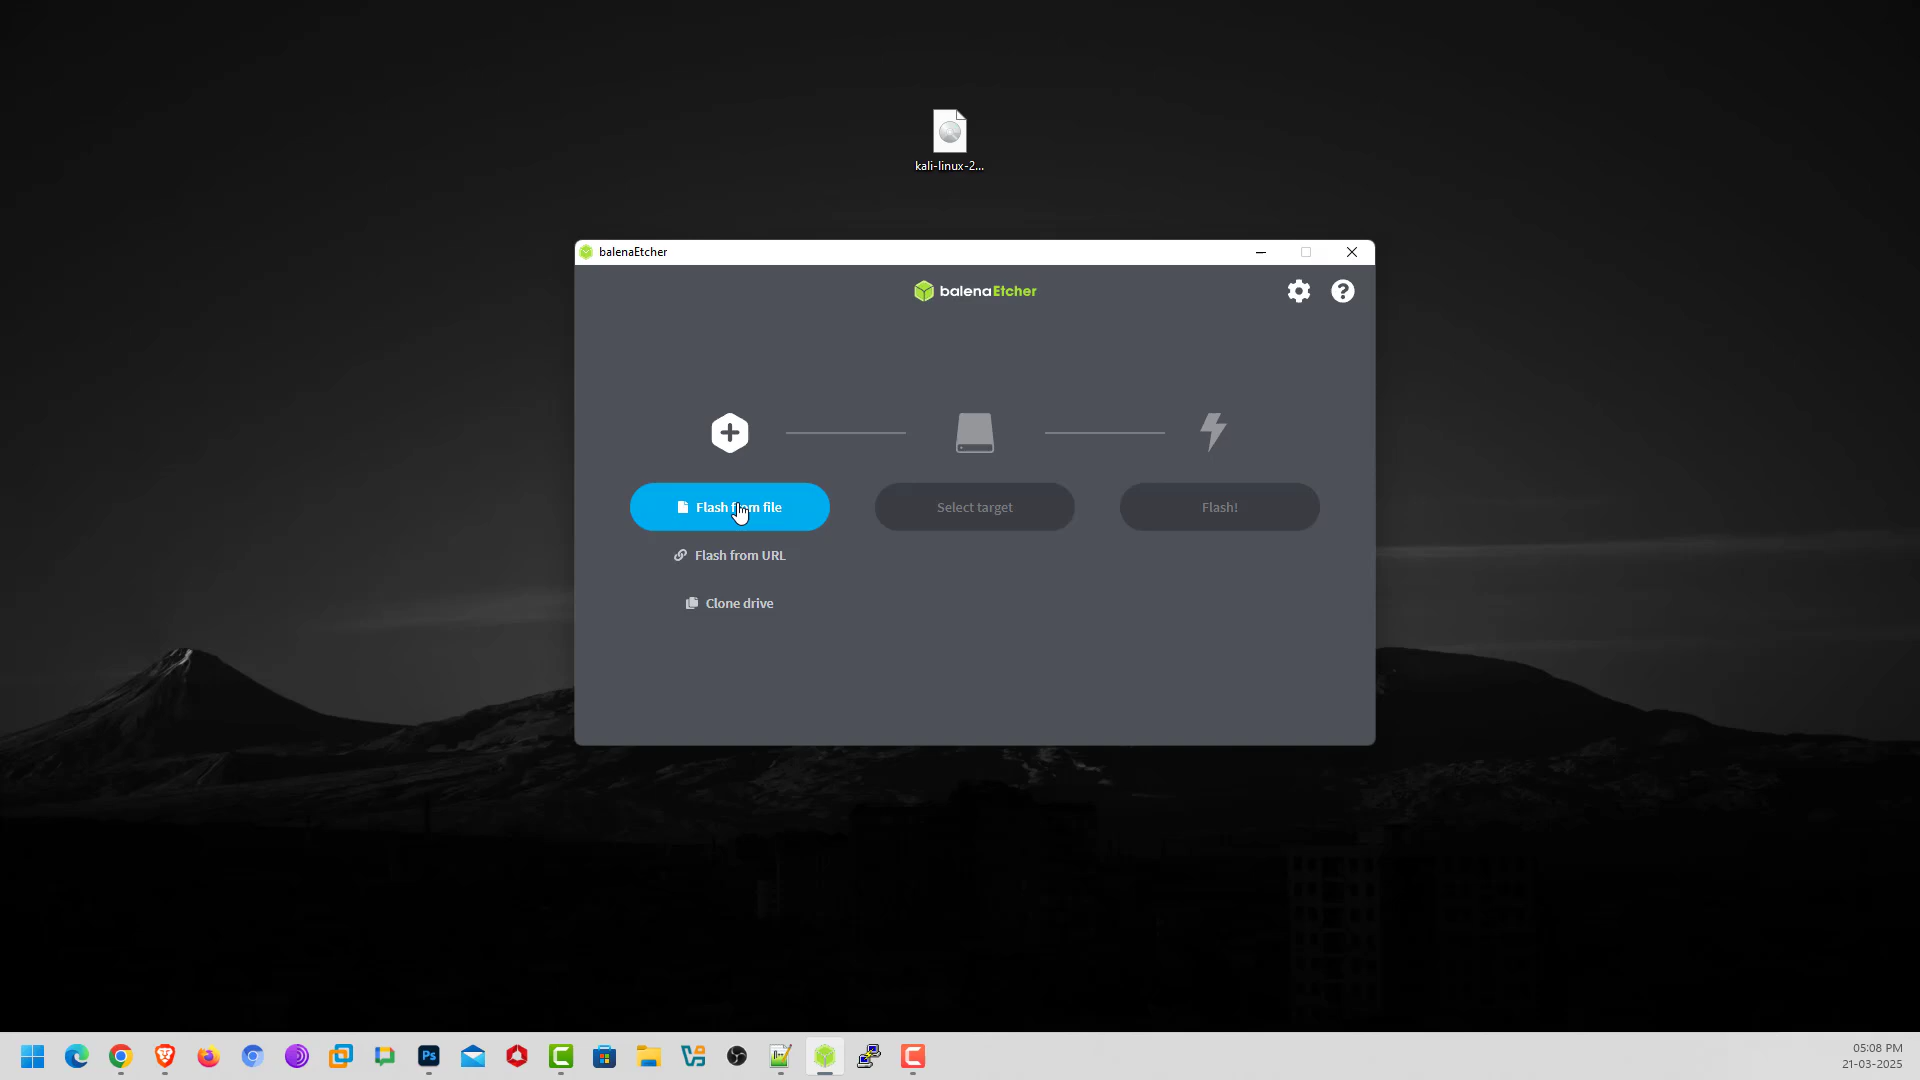 kali-linux-2...
balenaEtcher
balenaEtcher
Flash from file
Select target
Flash!
Flash from URL
Clone drive
Ps
05:08 PM
21-03-2025